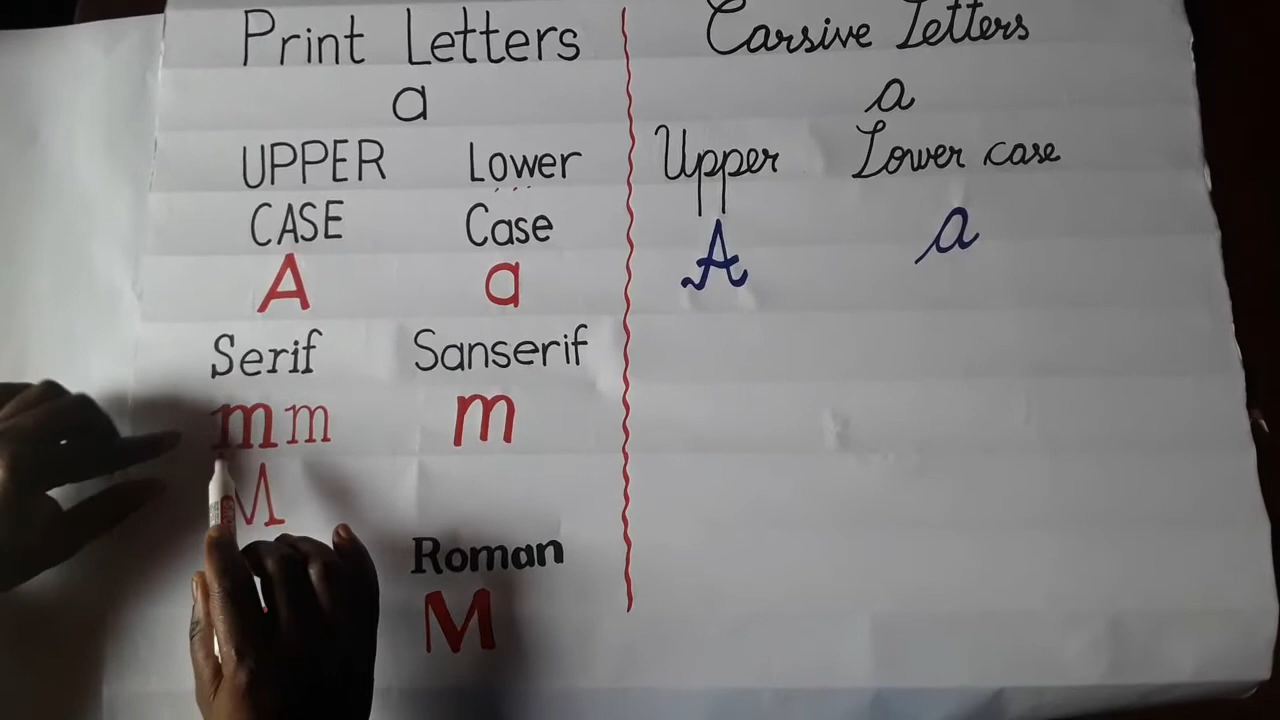 Print Letters
a
UPPER Lower
CASE Case
A a
Serif Sanserif
m m m
M
Roman
M
Carsive Letters
a
Upper Lower case
A a